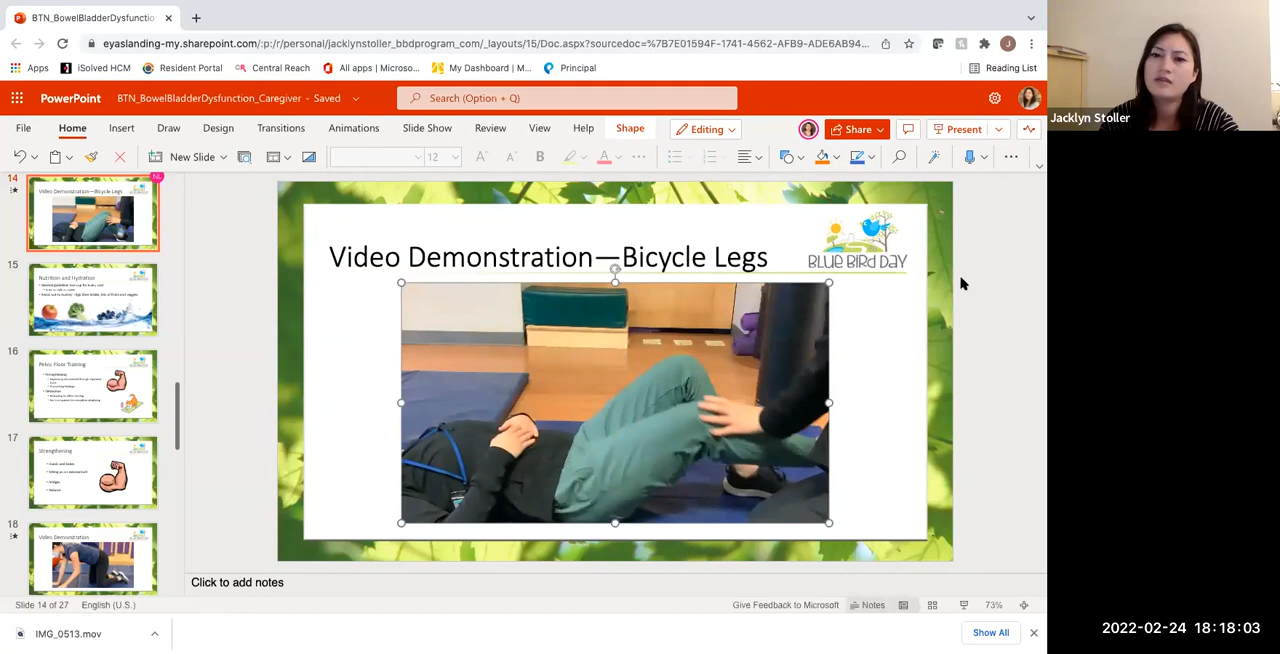 BTN_BowelBladderDysfunctio
eyaslanding-my.sharepoint.com/:p:/r/personal/jacklynstoller_bbdprogram_com/_layouts/15/Doc.aspx?sourcedoc=%7B7E01594F-1741-4562-AFB9-ADE6AB94...
J
Apps
iSolved HCM
Resident Portal
Central Reach
All apps | Microso...
My Dashboard | M...
Principal
Reading List
PowerPoint
BTN_BowelBladderDysfunction_Caregiver - Saved
Search (Option + Q)
File
Home
Insert
Draw
Design
Transitions
Animations
Slide Show
Review
View
Help
Shape
Editing
Share
Present
New Slide
12
B
Jacklyn Stoller
14
NL
Video Demonstration—Bicycle Legs
15
Nutrition and Hydration
16
Pelvic Floor Training
17
Strengthening
18
Video Demonstration
Video Demonstration—Bicycle Legs
BLUE BIRD DAY
Click to add notes
Slide 14 of 27
English (U.S.)
Give Feedback to Microsoft
Notes
73%
IMG_0513.mov
Show All
2022-02-24 18:18:03